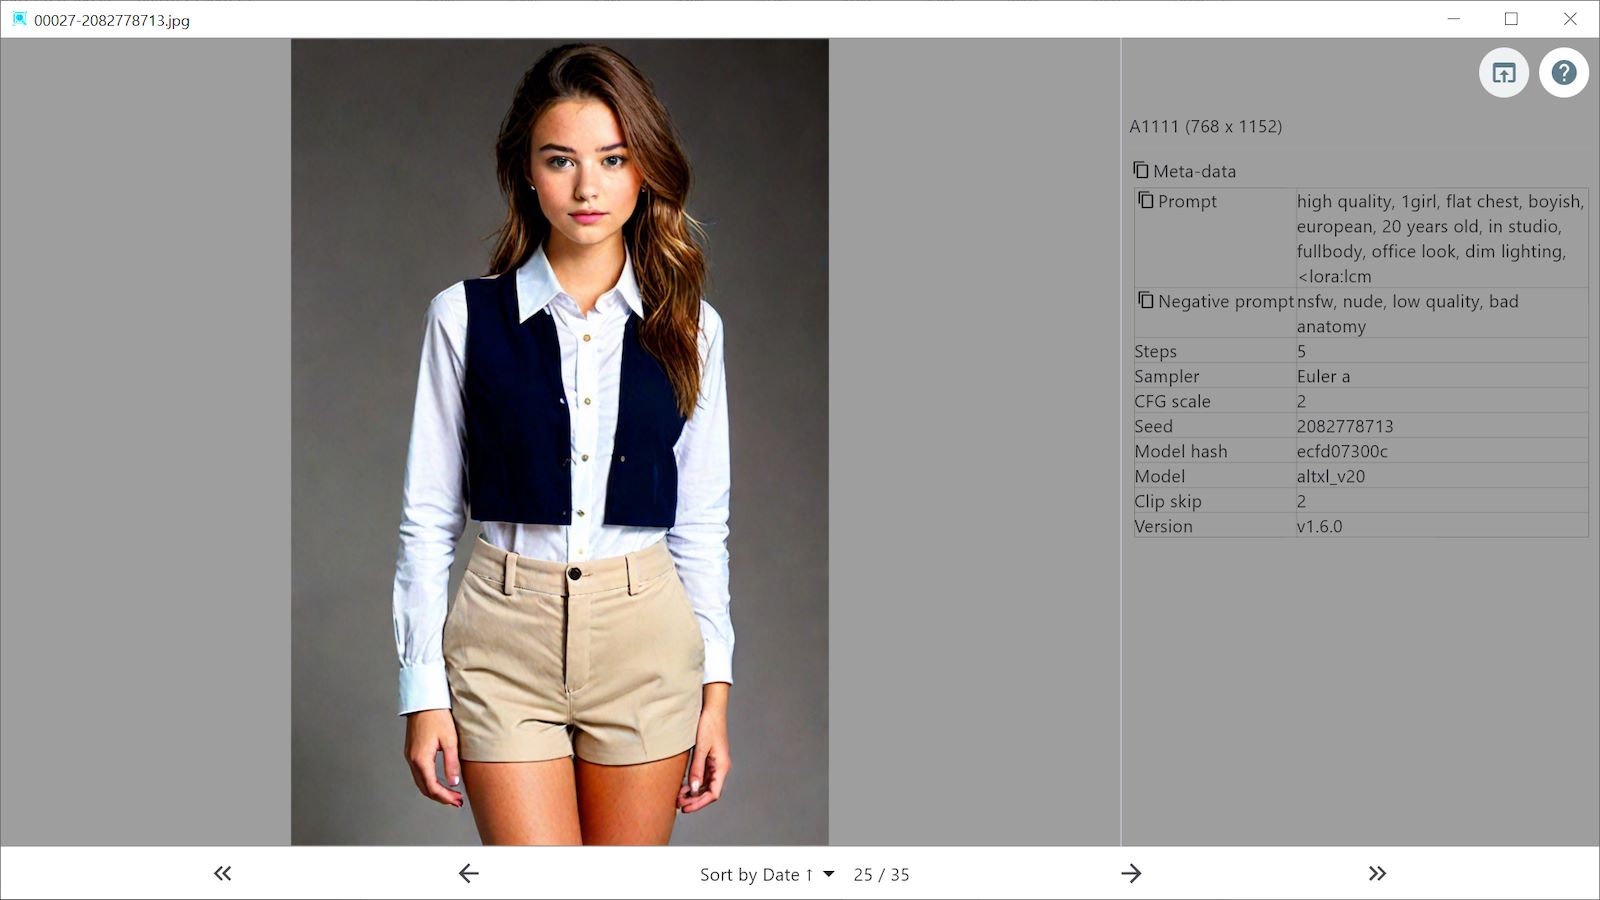 00027-2082778713.jpg
A1111 (768 x 1152)
Meta-data
Prompt
high quality, 1girl, flat chest, boyish,
european, 20 years old, in studio,
fullbody, office look, dim lighting,
<lora:lcm
Negative prompt
nsfw, nude, low quality, bad
anatomy
Steps 5
Sampler Euler a
CFG scale 2
Seed 2082778713
Model hash ecfd07300c
Model altxl_v20
Clip skip 2
Version v1.6.0
Sort by Date ↑ 25 / 35